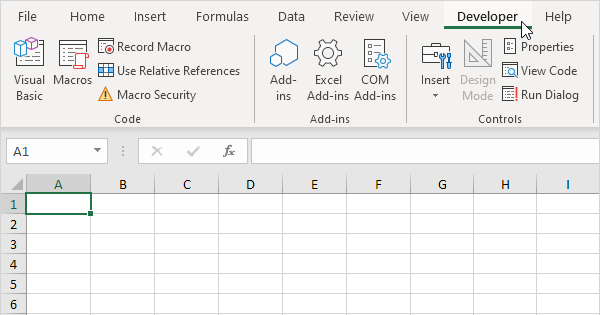 File Home Insert Formulas Data Review View Developer Help
Visual Basic
Macros
Record Macro
Use Relative References
Macro Security
Code
Add-ins
Excel Add-ins
COM Add-ins
Add-ins
Insert
Design Mode
Properties
View Code
Run Dialog
Controls
A1 fx
A B C D E F G H I
1
2
3
4
5
6